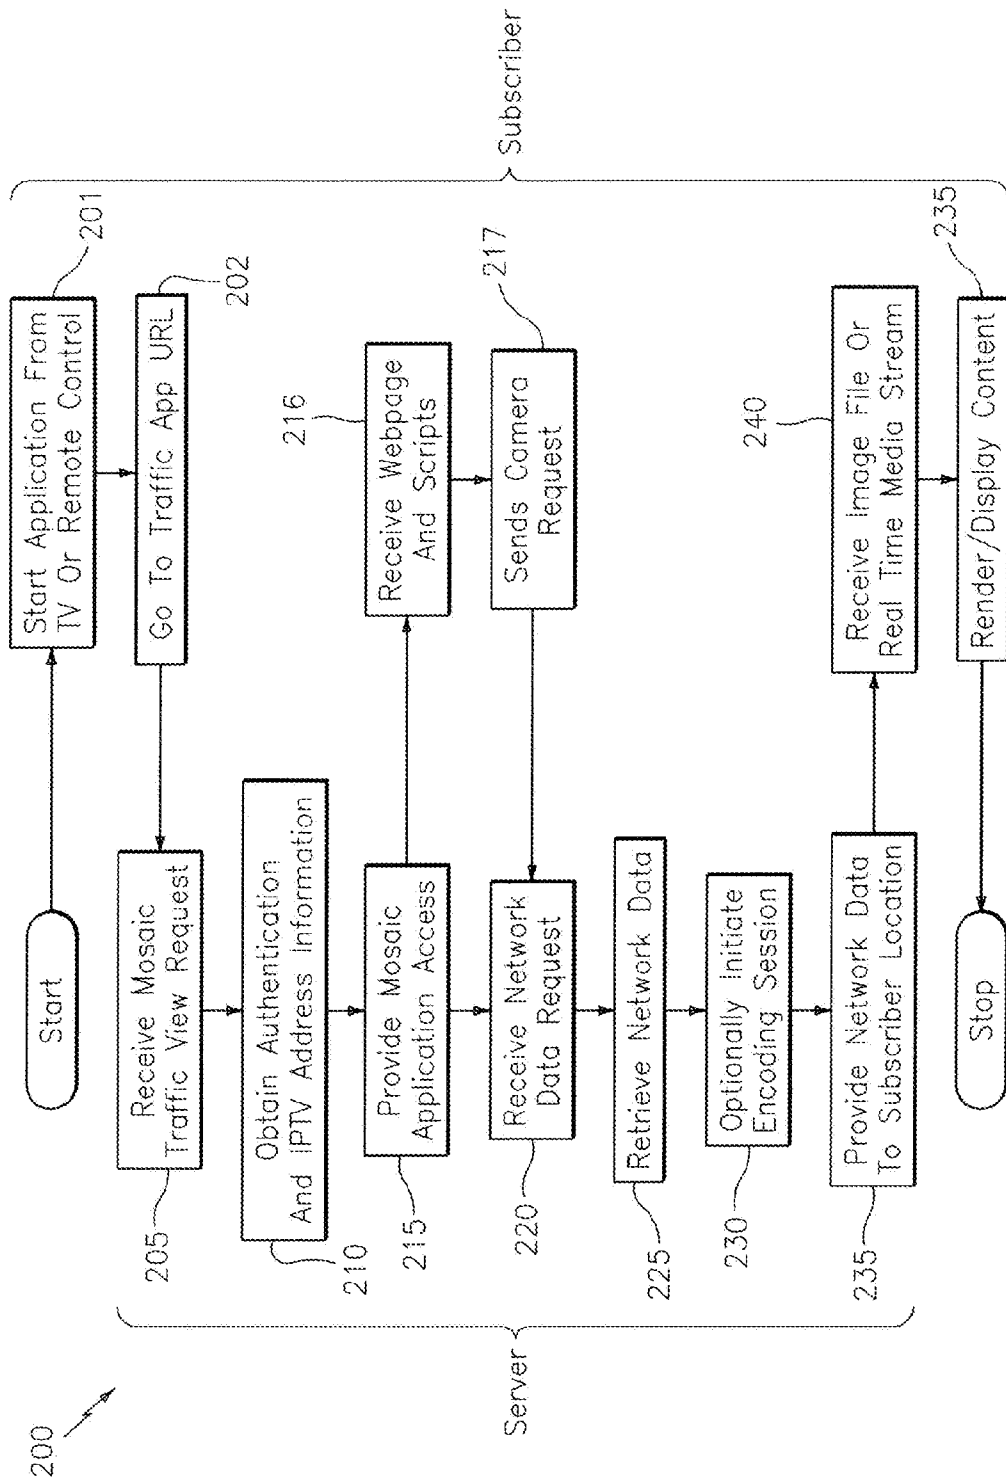 200
Server
Subscriber
Start
Start Application From
TV Or Remote Control
201
Go To Traffic App URL
202
Receive Mosaic
Traffic View Request
205
Obtain Authentication
And IPTV Address Information
210
Provide Mosaic
Application Access
215
Receive Webpage
And Scripts
216
Sends Camera
Request
217
Receive Network
Data Request
220
Retrieve Network Data
225
Optionally Initiate
Encoding Session
230
Provide Network Data
To Subscriber Location
235
Receive Image File Or
Real Time Media Stream
240
Render/Display Content
235
Stop